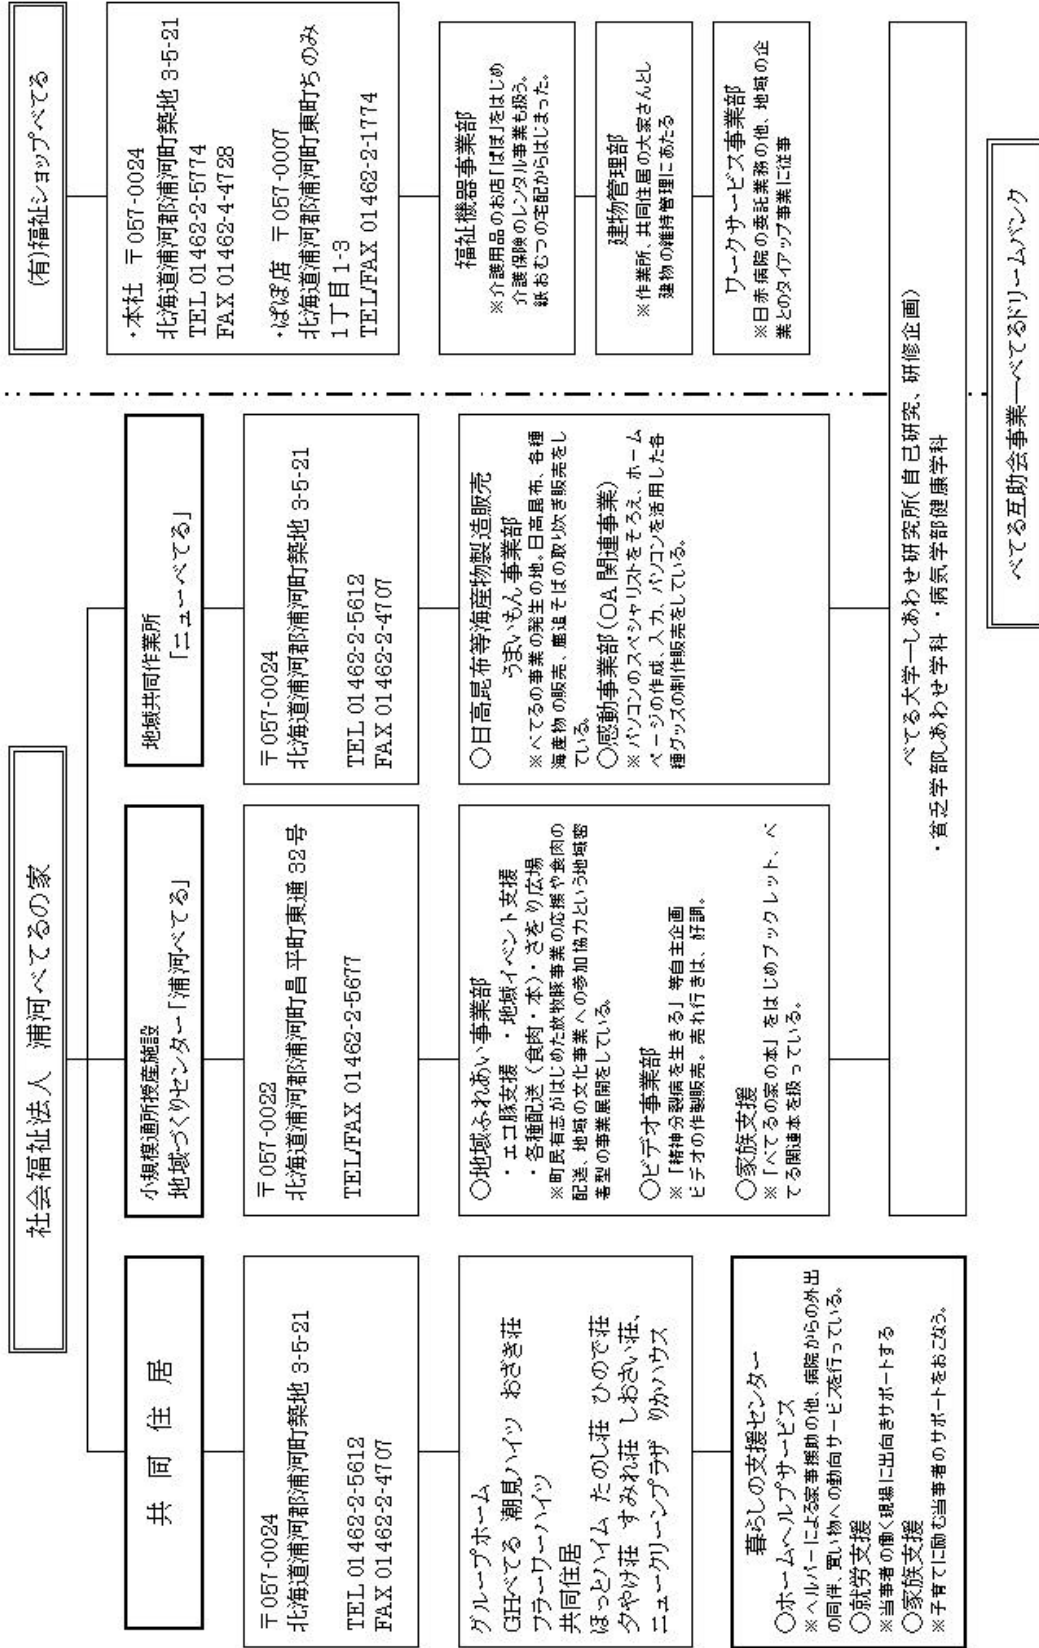 社会福祉法人 浦河べてるの家
共 同 住 居
〒057-0024
北海道浦河郡浦河町築地 3-5-21
TEL 01462-2-5612
FAX 01462-2-4707
グループホーム
GHべてる 潮見ハイツ おざき荘
フラーワーハイツ
共同住居
ほっとハイム たのし荘 ひので荘
夕やけ荘 すみれ荘 しおさい荘、
ニュークリーンプラザ りかハウス
暮らしの支援センター
○ホームヘルプサービス
※ヘルパーによる家事援助の他、病院からの外出
の同伴、買い物への動向サービスを行っている。
○就労支援
※当事者の働く現場に出向きサポートする
○家族支援
※子育てに励む当事者のサポートをおこなう。
小規模通所授産施設
地域づくりセンター「浦河べてる」
〒057-0022
北海道浦河郡浦河町昌平町東通 32号
TEL/FAX 01462-2-5677
○地域ふれあい事業部
・エコ豚支援 ・地域イベント支援
・各種配送（食肉・本）・さをり広場
※町民有志がはじめた放牧豚事業の応援や食肉の
配送、地域の文化事業への参加協力という地域密
着型の事業展開をしている。
○ビデオ事業部
※「精神分裂病を生きる」等自主企画
ビデオの作製販売。売れ行きは、好調。
○家族支援
※「べてるの家の本」をはじめブックレット、べ
てる関連本を扱っている。
地域共同作業所
「ニューべてる」
〒057-0024
北海道浦河郡浦河町築地 3-5-21
TEL 01462-2-5612
FAX 01462-2-4707
○日高昆布等海産物製造販売
うまいもん事業部
※べてるの事業の発生の地。日高昆布、各種
海産物の販売、鹿追そばの取り次ぎ販売をし
ている。
○感動事業部(OA 関連事業)
※パソコンのスペシャリストをそろえ、ホーム
ページの作成、入力、パソコンを活用した各
種グッズの制作販売をしている。
(有)福祉ショップべてる
・本社 〒057-0024
北海道浦河郡浦河町築地 3-5-21
TEL 01462-2-5774
FAX 01462-4-4728
・ぱぽ店 〒057-0007
北海道浦河郡浦河町東町ちのみ
1丁目1-3
TEL/FAX 01462-2-1774
福祉機器事業部
※介護用品のお店「ぱぽ」をはじめ
介護保険のレンタル事業も扱う。
紙おむつの宅配からはじまった。
建物管理部
※作業所、共同住居の大家さんとし
建物の維持管理にあたる
ワークサービス事業部
※日赤病院の委託業務の他、地域の企
業とのタイアップ事業に従事
べてる大学―しあわせ研究所(自己研究、研修企画)
・貧乏学部しあわせ学科 ・病気学部健康学科
べてる互助会事業―べてるドリームバンク